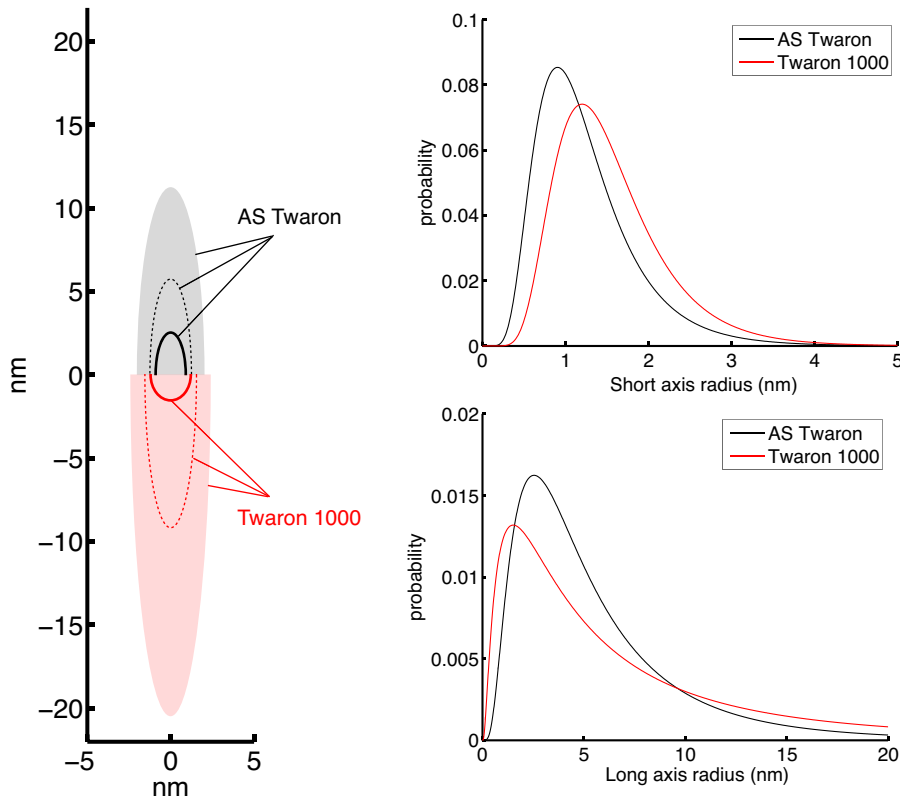 20
15
10
5
0
−5
−10
−15
−20
nm
−5
0
5
nm
AS Twaron
Twaron 1000
0.1
0.08
0.06
0.04
0.02
0
probability
0
1
2
3
4
5
Short axis radius (nm)
AS Twaron
Twaron 1000
0.02
0.015
0.01
0.005
0
probability
0
5
10
15
20
Long axis radius (nm)
AS Twaron
Twaron 1000